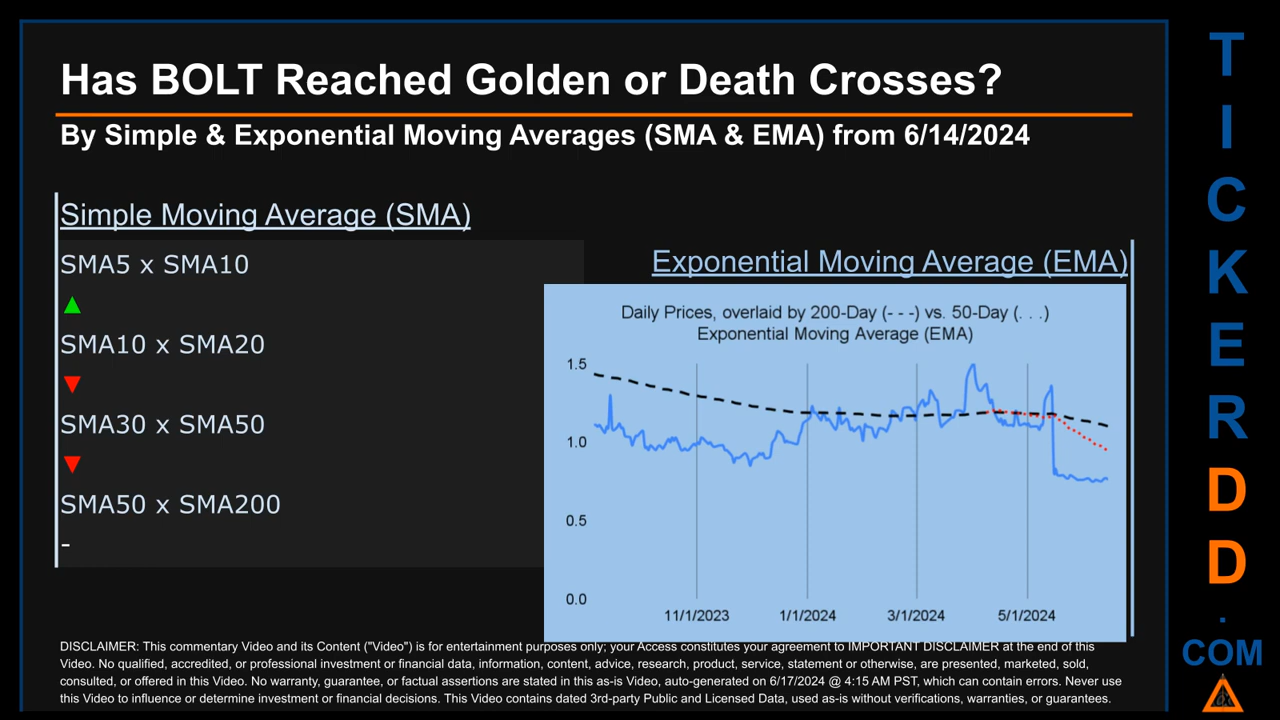 Has BOLT Reached Golden or Death Crosses?
By Simple & Exponential Moving Averages (SMA & EMA) from 6/14/2024
Simple Moving Average (SMA)
SMA5 x SMA10
▲
SMA10 x SMA20
▼
SMA30 x SMA50
▼
SMA50 x SMA200
-
Exponential Moving Average (EMA)
Daily Prices, overlaid by 200-Day (- - -) vs. 50-Day (. . .)
Exponential Moving Average (EMA)
1.5
1.0
0.5
0.0
11/1/2023 1/1/2024 3/1/2024 5/1/2024
DISCLAIMER: This commentary Video and its Content ("Video") is for entertainment purposes only; your Access constitutes your agreement to IMPORTANT DISCLAIMER at the end of this
Video. No qualified, accredited, or professional investment or financial data, information, content, advice, research, product, service, statement or otherwise, are presented, marketed, sold,
consulted, or offered in this Video. No warranty, guarantee, or factual assertions are stated in this as-is Video, auto-generated on 6/17/2024 @ 4:15 AM PST, which can contain errors. Never use
this Video to influence or determine investment or financial decisions. This Video contains dated 3rd-party Public and Licensed Data, used as-is without verifications, warranties, or guarantees.
T
I
C
K
E
R
D
D
.
COM